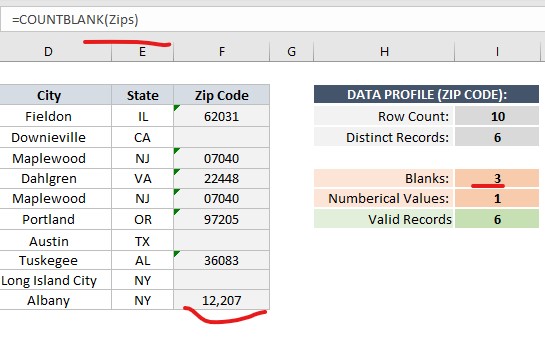 =COUNTBLANK(Zips)
D E F G H I
City State Zip Code DATA PROFILE (ZIP CODE):
Fieldon IL 62031 Row Count: 10
Downieville CA Distinct Records: 6
Maplewood NJ 07040
Dahlgren VA 22448 Blanks: 3
Maplewood NJ 07040 Numberical Values: 1
Portland OR 97205 Valid Records 6
Austin TX
Tuskegee AL 36083
Long Island City NY
Albany NY 12,207